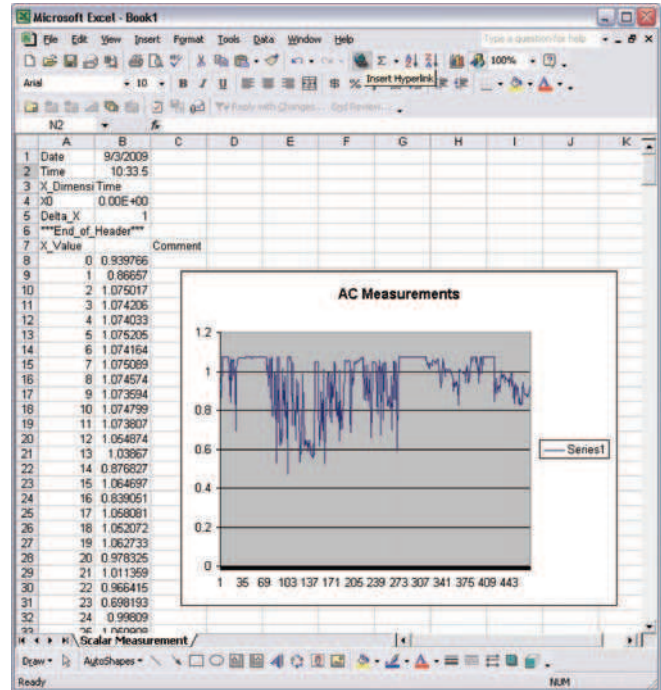 Microsoft Excel - Book1
File Edit View Insert Format Tools Data Window Help Type a question for help
100%
Arial 10 B I U $ % Insert Hyperlink
Reply with Changes... End Review...
N2 fx
A B C D E F G H I J K
1 Date 9/3/2009
2 Time 10:33.5
3 X_Dimensi Time
4 X0 0.00E+00
5 Delta_X 1
6 ***End_of_Header***
7 X_Value Comment
8 0 0.939766
9 1 0.86657
10 2 1.075017
11 3 1.074206
12 4 1.074033
13 5 1.075205
14 6 1.074164
15 7 1.075089
16 8 1.074574
17 9 1.073594
18 10 1.074799
19 11 1.073807
20 12 1.054874
21 13 1.03867
22 14 0.876827
23 15 1.064697
24 16 0.839051
25 17 1.058081
26 18 1.052072
27 19 1.062733
28 20 0.978325
29 21 1.011359
30 22 0.966415
31 23 0.698193
32 24 0.99809
AC Measurements
1.2
1
0.8
0.6
0.4
0.2
0
1 35 69 103 137 171 205 239 273 307 341 375 409 443
Series1
Scalar Measurement
Draw AutoShapes
Ready NUM